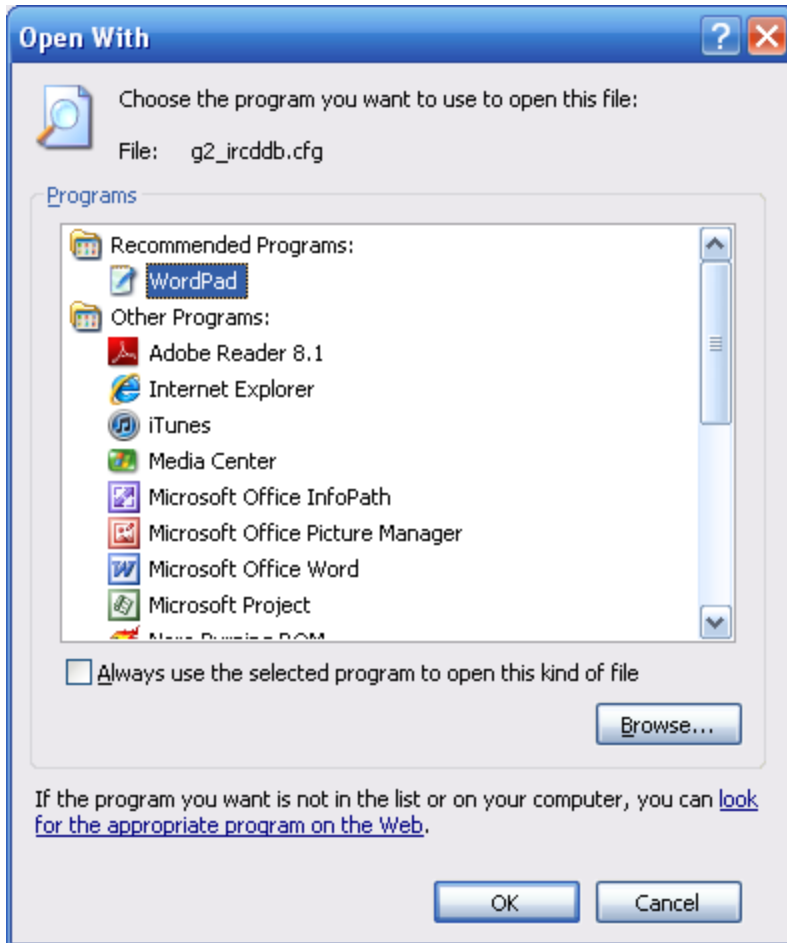 Open With
Choose the program you want to use to open this file:
File: g2_ircddb.cfg
Programs
Recommended Programs:
WordPad
Other Programs:
Adobe Reader 8.1
Internet Explorer
iTunes
Media Center
Microsoft Office InfoPath
Microsoft Office Picture Manager
Microsoft Office Word
Microsoft Project
Nero Burning ROM
Always use the selected program to open this kind of file
Browse...
If the program you want is not in the list or on your computer, you can look
for the appropriate program on the Web.
OK Cancel